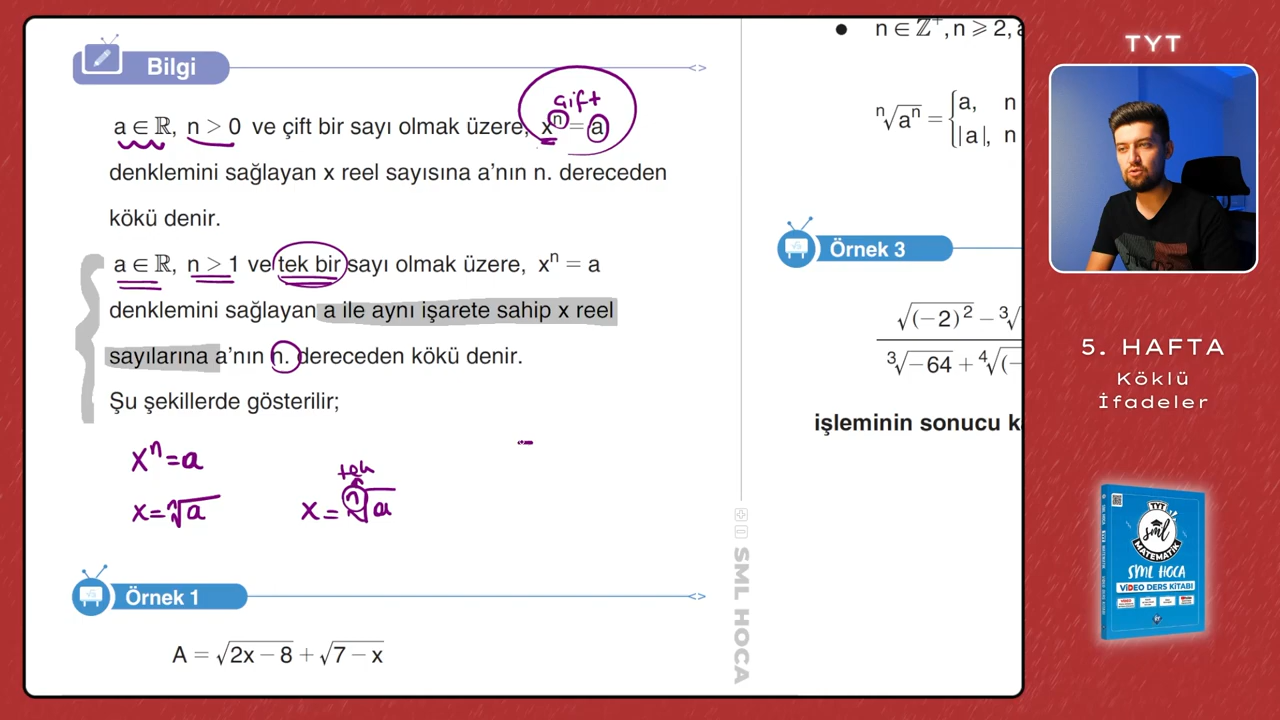 Bilgi
çift
a ∈ ℝ, n > 0 ve çift bir sayı olmak üzere, xⁿ = a
denklemini sağlayan x reel sayısına a'nın n. dereceden
kökü denir.
a ∈ ℝ, n > 1 ve tek bir sayı olmak üzere, xⁿ = a
denklemini sağlayan a ile aynı işarete sahip x reel
sayılarına a'nın n. dereceden kökü denir.
Şu şekillerde gösterilir;
xⁿ = a
x = ⁿ√a
tek
x = ⁿ√a
Örnek 1
A = √(2x − 8) + √(7 − x)
SML HOCA
n ∈ ℤ⁺, n ⩾ 2, a
ⁿ√aⁿ = { a, n
|a|, n
Örnek 3
√(−2)² − ³√
³√−64 + ⁴√(−
işleminin sonucu k
TYT
5. HAFTA
Köklü
İfadeler
TYT
sml
MATEMATİK
SML HOCA
VİDEO DERS KİTABI